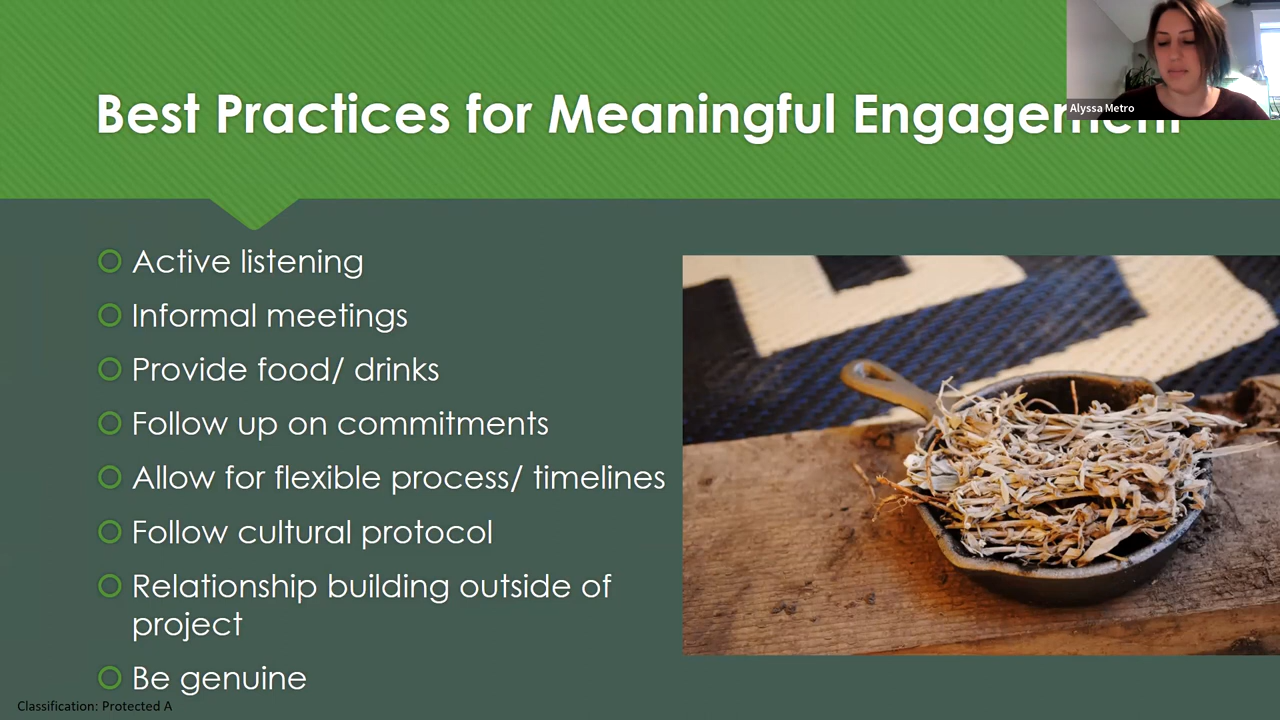 Best Practices for Meaningful Engagement
Alyssa Metro
Active listening
Informal meetings
Provide food/ drinks
Follow up on commitments
Allow for flexible process/ timelines
Follow cultural protocol
Relationship building outside of
project
Be genuine
Classification: Protected A